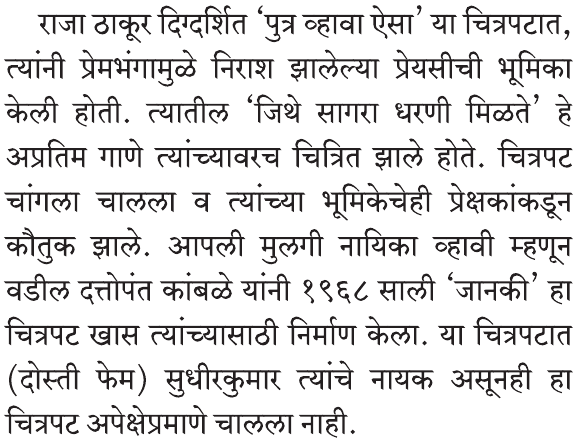 राजा ठाकूर दिग्दर्शित ‘पुत्र व्हावा ऐसा’ या चित्रपटात,
त्यांनी प्रेमभंगामुळे निराश झालेल्या प्रेयसीची भूमिका
केली होती. त्यातील ‘जिथे सागरा धरणी मिळते’ हे
अप्रतिम गाणे त्यांच्यावरच चित्रित झाले होते. चित्रपट
चांगला चालला व त्यांच्या भूमिकेचेही प्रेक्षकांकडून
कौतुक झाले. आपली मुलगी नायिका व्हावी म्हणून
वडील दत्तोपंत कांबळे यांनी १९६८ साली ‘जानकी’ हा
चित्रपट खास त्यांच्यासाठी निर्माण केला. या चित्रपटात
(दोस्ती फेम) सुधीरकुमार त्यांचे नायक असूनही हा
चित्रपट अपेक्षेप्रमाणे चालला नाही.